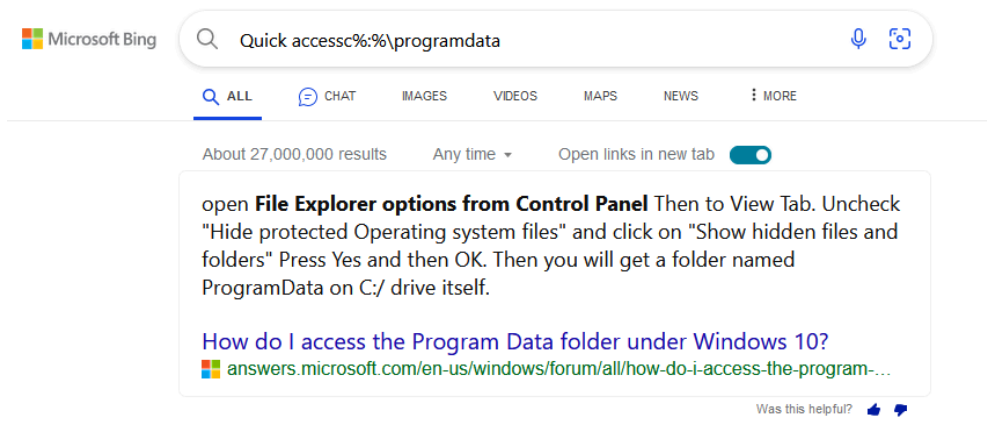 Microsoft Bing
Quick accessc%:%\programdata
ALL CHAT IMAGES VIDEOS MAPS NEWS MORE
About 27,000,000 results Any time Open links in new tab
open File Explorer options from Control Panel Then to View Tab. Uncheck
"Hide protected Operating system files" and click on "Show hidden files and
folders" Press Yes and then OK. Then you will get a folder named
ProgramData on C:/ drive itself.
How do I access the Program Data folder under Windows 10?
answers.microsoft.com/en-us/windows/forum/all/how-do-i-access-the-program-...
Was this helpful?